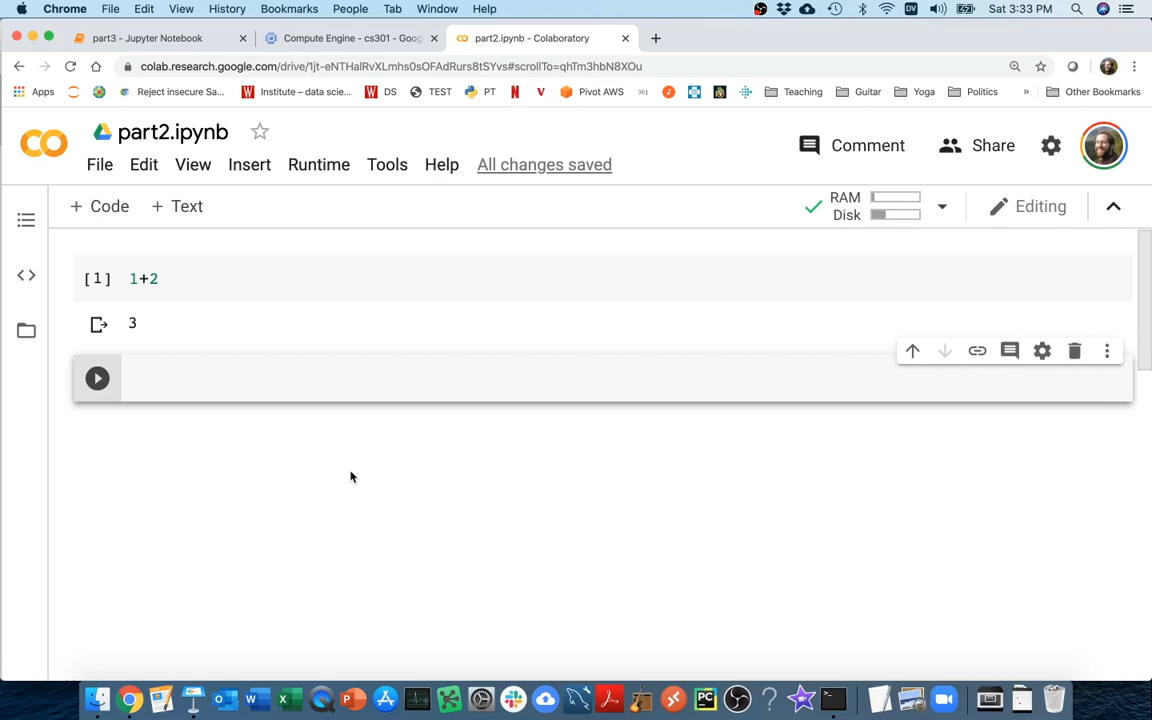 Chrome File Edit View History Bookmarks People Tab Window Help DV Sat 3:33 PM
part3 - Jupyter Notebook Compute Engine - cs301 - Goog part2.ipynb - Colaboratory
colab.research.google.com/drive/1jt-eNTHalRvXLmhs0sOFAdRurs8tSYvs#scrollTo=qhTm3hbN8XOu
Apps Reject insecure Sa... Institute – data scie... DS TEST PT Pivot AWS 301 Teaching Guitar Yoga Politics » Other Bookmarks
part2.ipynb
Comment Share
File Edit View Insert Runtime Tools Help All changes saved
+ Code + Text RAM Disk Editing
[1] 1+2
3